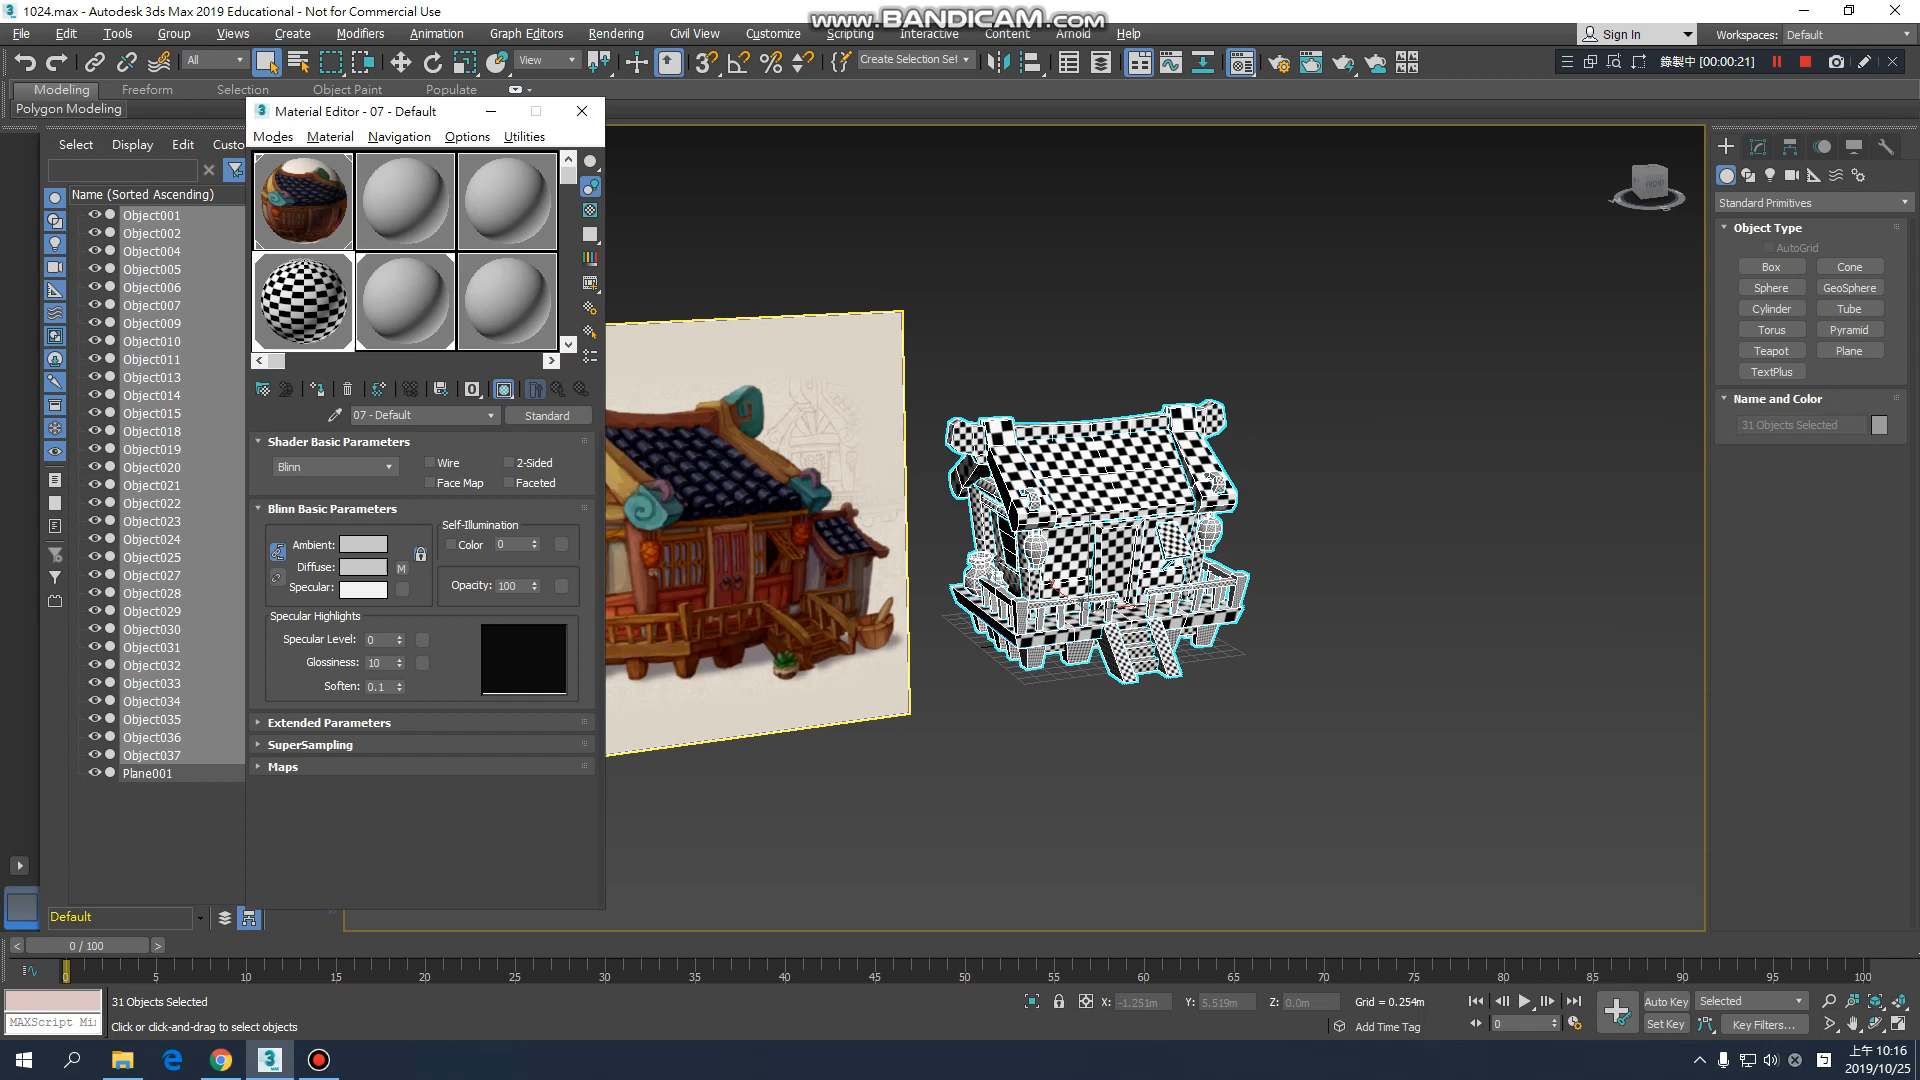 1024.max - Autodesk 3ds Max 2019 Educational - Not for Commercial Use
www.BANDICAM.com
File Edit Tools Group Views Create Modifiers Animation Graph Editors Rendering Civil View Customize Scripting Interactive Content Arnold Help
Sign In Workspaces: Default
All View Create Selection Set 錄製中 [00:00:21]
Modeling Freeform Selection Object Paint Populate
Polygon Modeling
Material Editor - 07 - Default
Modes Material Navigation Options Utilities
Select Display Edit Custo
Name (Sorted Ascending)
Object001
Object002
Object004
Object005
Object006
Object007
Object009
Object010
Object011
Object013
Object014
Object015
Object018
Object019
Object020
Object021
Object022
Object023
Object024
Object025
Object027
Object028
Object029
Object030
Object031
Object032
Object033
Object034
Object035
Object036
Object037
Plane001
07 - Default Standard
Shader Basic Parameters
Blinn Wire 2-Sided
Face Map Faceted
Blinn Basic Parameters
Self-Illumination
Ambient: Color 0
Diffuse: M
Specular: Opacity: 100
Specular Highlights
Specular Level: 0
Glossiness: 10
Soften: 0.1
Extended Parameters
SuperSampling
Maps
FRONT
Standard Primitives
Object Type
AutoGrid
Box Cone
Sphere GeoSphere
Cylinder Tube
Torus Pyramid
Teapot Plane
TextPlus
Name and Color
31 Objects Selected
Default
0 / 100
0 5 10 15 20 25 30 35 40 45 50 55 60 65 70 75 80 85 90 95 100
31 Objects Selected X: -1.251m Y: 5.519m Z: 0.0m Grid = 0.254m Auto Key Selected
MAXScript Mi Click or click-and-drag to select objects Add Time Tag 0 Set Key Key Filters...
上午 10:16
2019/10/25